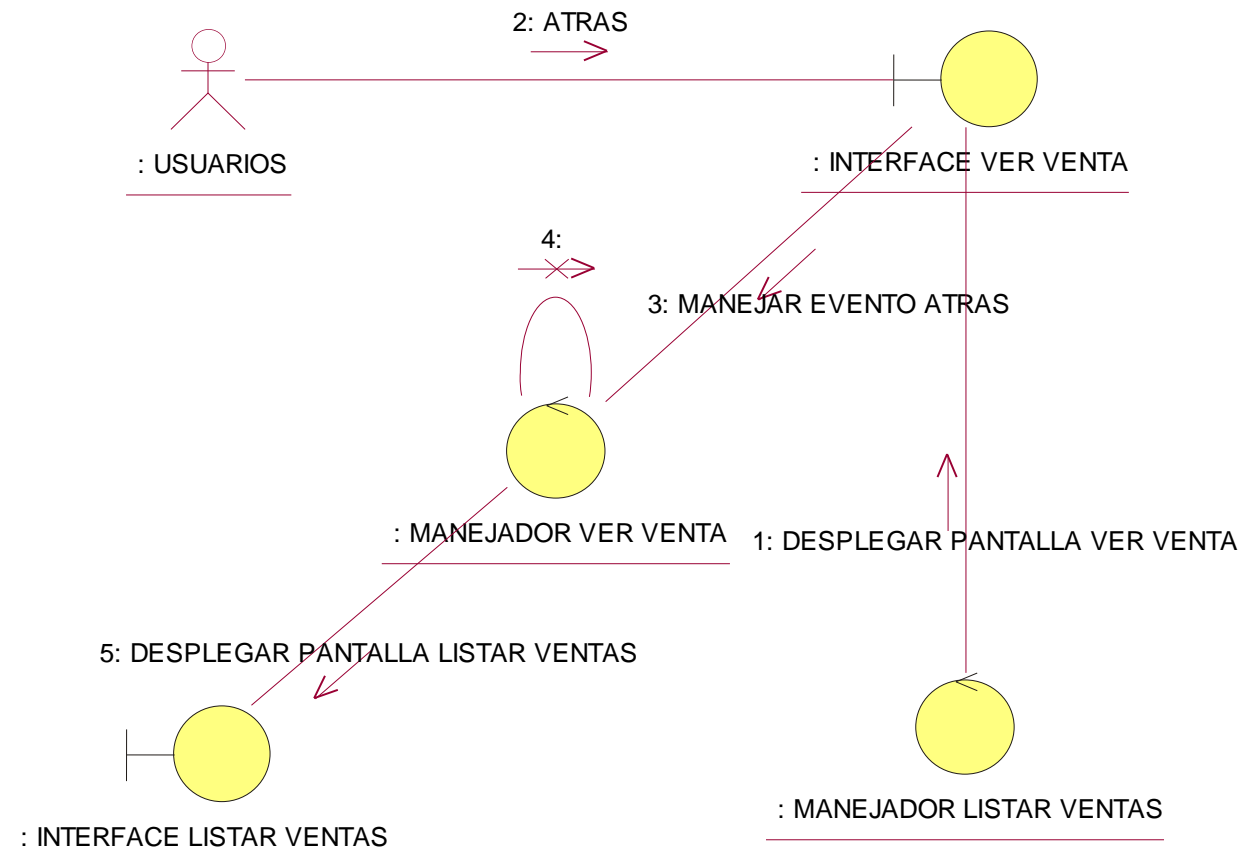 2: ATRAS
: USUARIOS
: INTERFACE VER VENTA
4:
3: MANEJAR EVENTO ATRAS
: MANEJADOR VER VENTA
1: DESPLEGAR PANTALLA VER VENTA
5: DESPLEGAR PANTALLA LISTAR VENTAS
: MANEJADOR LISTAR VENTAS
: INTERFACE LISTAR VENTAS